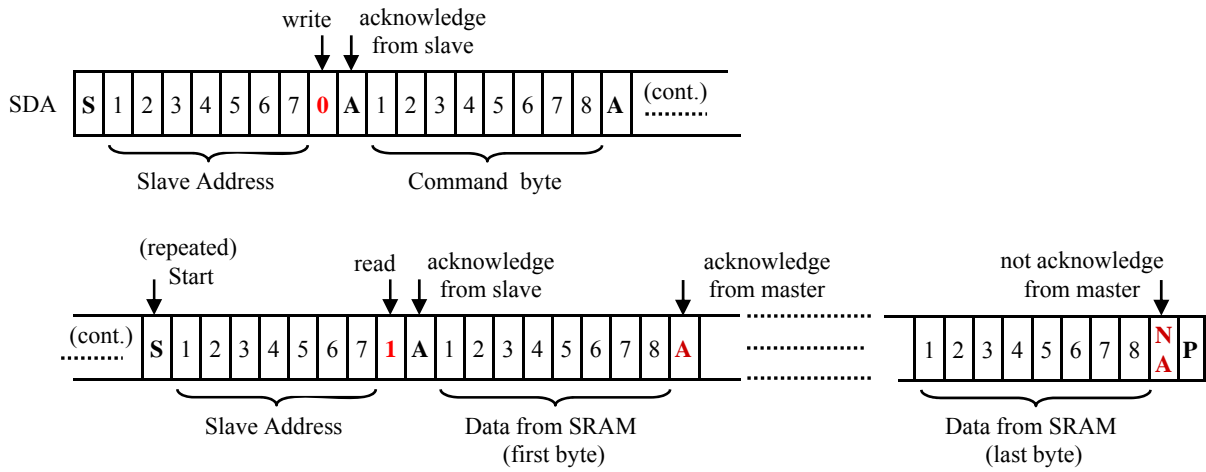 write
acknowledge
from slave
SDA S 1 2 3 4 5 6 7 0 A 1 2 3 4 5 6 7 8 A (cont.)
Slave Address
Command byte
(repeated)
Start
read
acknowledge
from slave
acknowledge
from master
not acknowledge
from master
(cont.) S 1 2 3 4 5 6 7 1 A 1 2 3 4 5 6 7 8 A 1 2 3 4 5 6 7 8 NA P
Slave Address
Data from SRAM
(first byte)
Data from SRAM
(last byte)